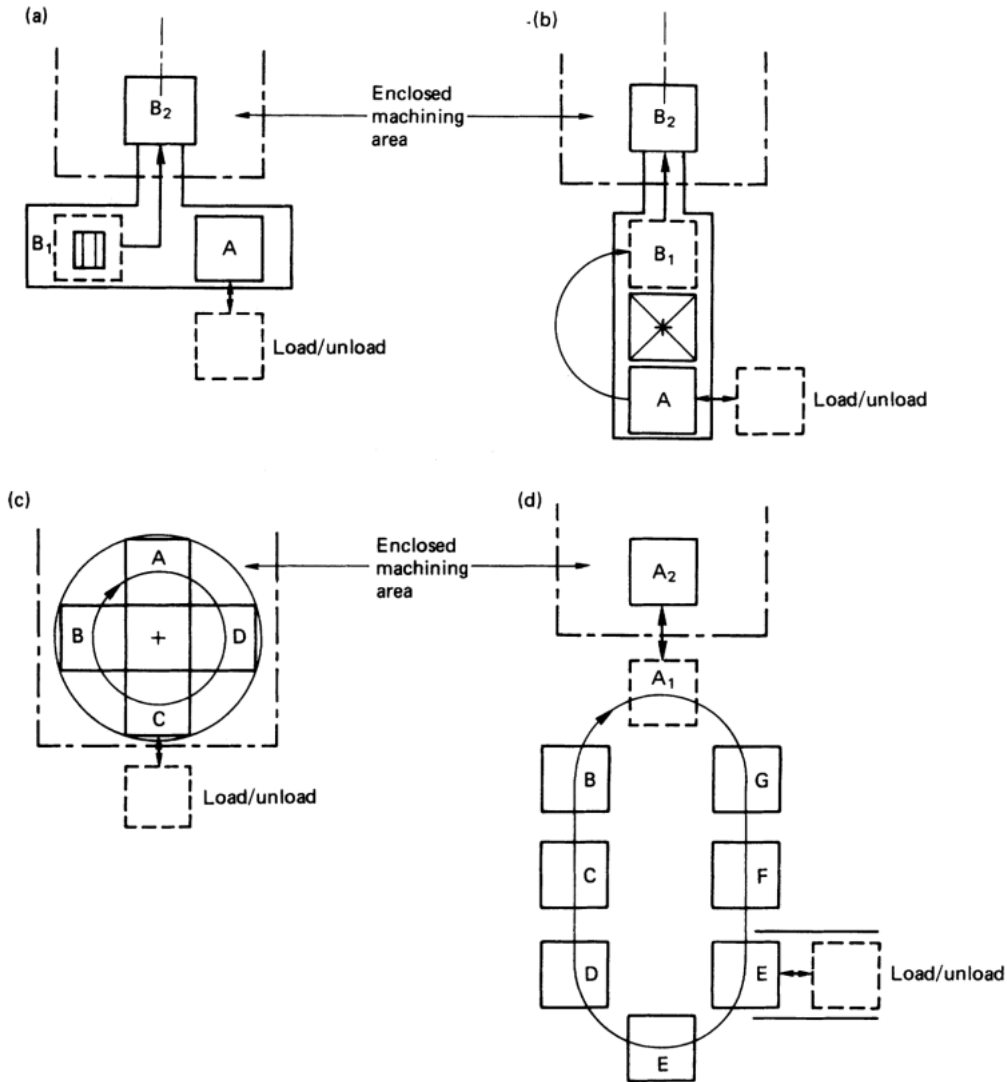 (a)
.(b)
B2
Enclosed
machining
area
B2
B1
A
B1
Load/unload
A
Load/unload
(c)
(d)
A
Enclosed
machining
area
A2
B
D
A1
C
Load/unload
B
G
C
F
D
E
Load/unload
E